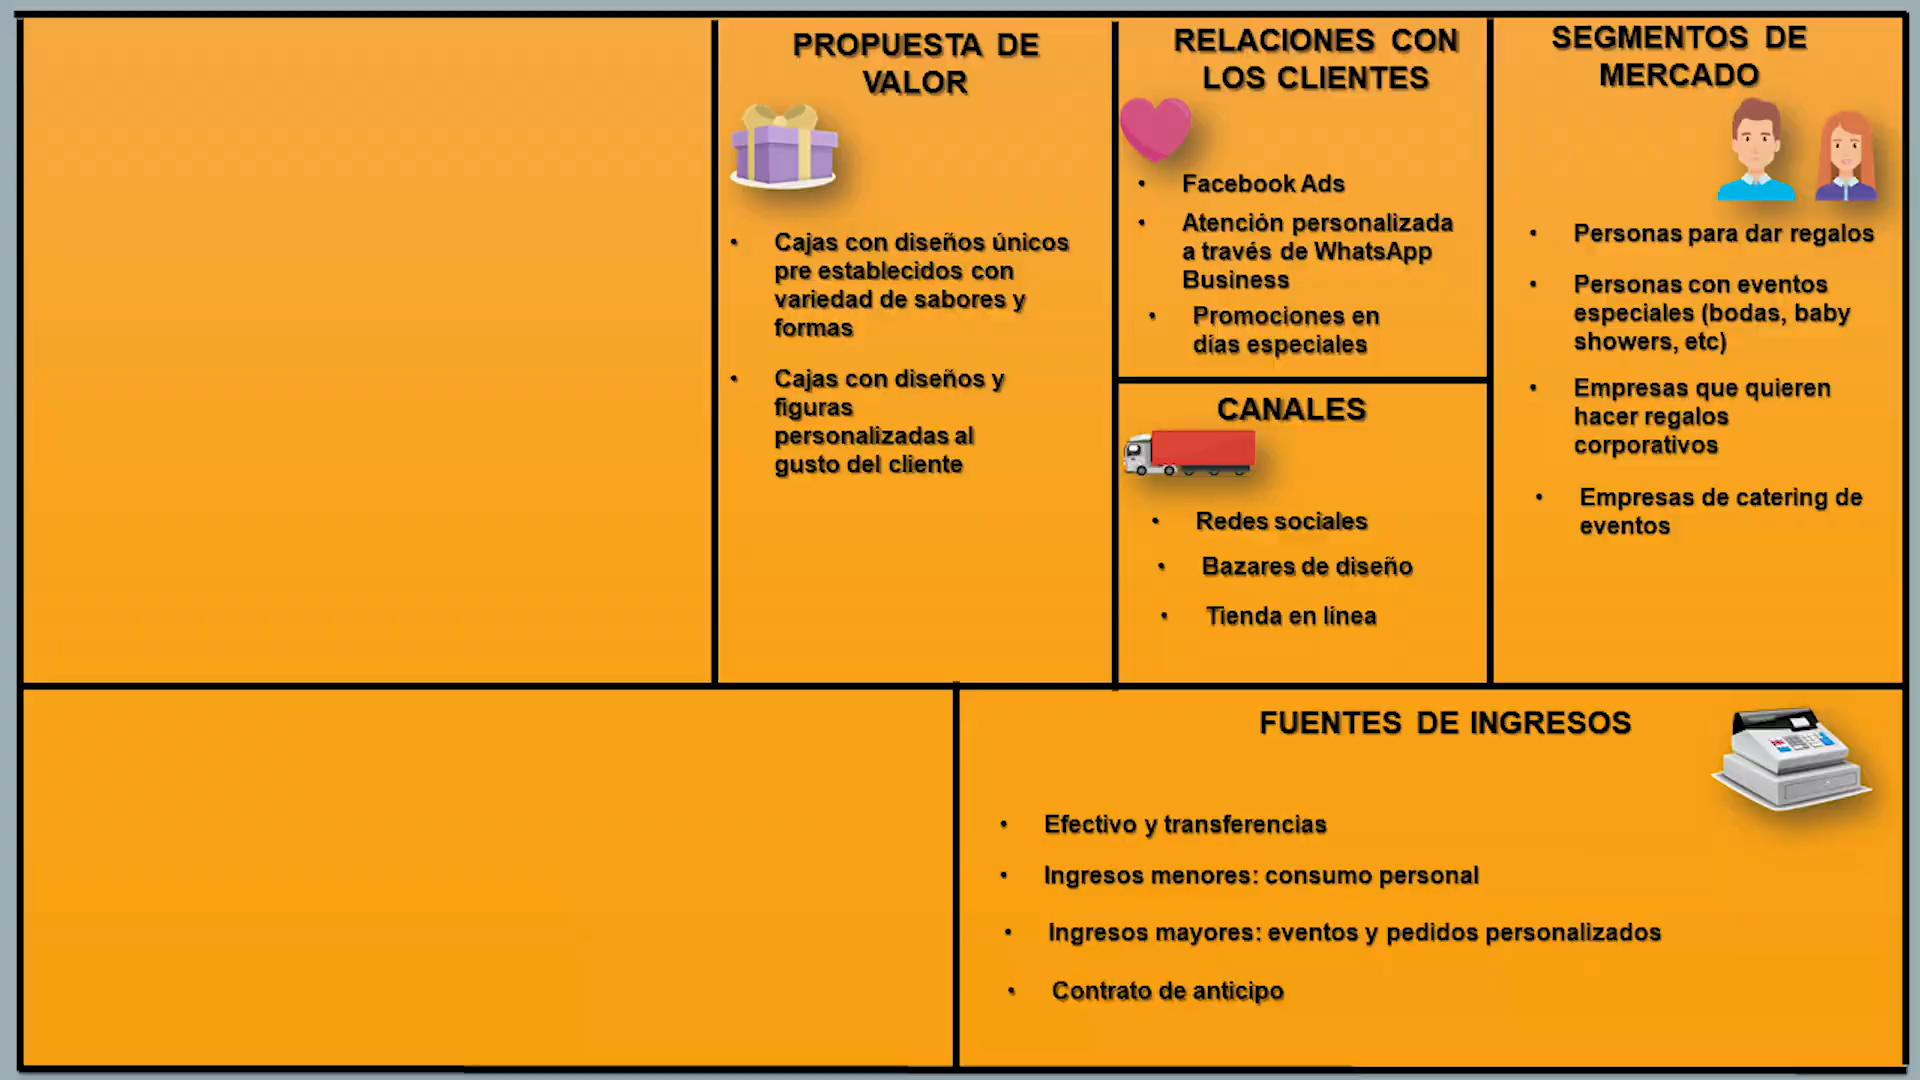 PROPUESTA DE
VALOR
• Cajas con diseños únicos
pre establecidos con
variedad de sabores y
formas
• Cajas con diseños y
figuras
personalizadas al
gusto del cliente
RELACIONES CON
LOS CLIENTES
• Facebook Ads
• Atención personalizada
a través de WhatsApp
Business
• Promociones en
días especiales
CANALES
• Redes sociales
• Bazares de diseño
• Tienda en línea
SEGMENTOS DE
MERCADO
• Personas para dar regalos
• Personas con eventos
especiales (bodas, baby
showers, etc)
• Empresas que quieren
hacer regalos
corporativos
• Empresas de catering de
eventos
FUENTES DE INGRESOS
• Efectivo y transferencias
• Ingresos menores: consumo personal
• Ingresos mayores: eventos y pedidos personalizados
• Contrato de anticipo